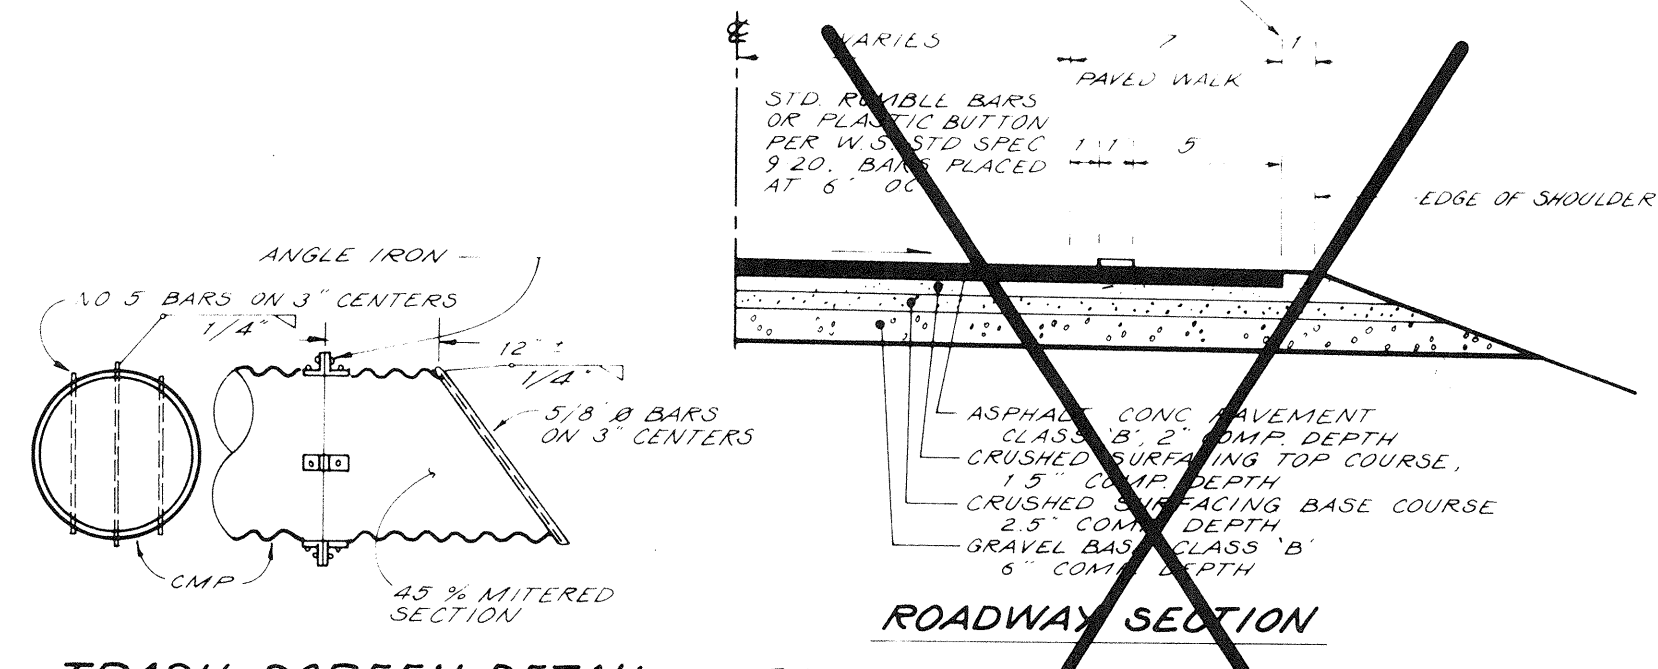 ANGLE IRON
NO 5 BARS ON 3" CENTERS
1/4"
12" ±
1/4"
5/8" Ø BARS
ON 3" CENTERS
CMP
45 % MITERED
SECTION
TRASH SCREEN DETAIL
℄
VARIES
7
1
PAVED WALK
STD. RUMBLE BARS
OR PLASTIC BUTTON
PER W.S. STD SPEC
9 20. BARS PLACED
AT 6' OC
1 1 5
EDGE OF SHOULDER
ASPHALT CONC PAVEMENT
CLASS 'B', 2" COMP. DEPTH
CRUSHED SURFACING TOP COURSE,
1 5" COMP. DEPTH
CRUSHED SURFACING BASE COURSE
2.5" COMP. DEPTH
GRAVEL BASE CLASS 'B'
6" COMP. DEPTH
ROADWAY SECTION